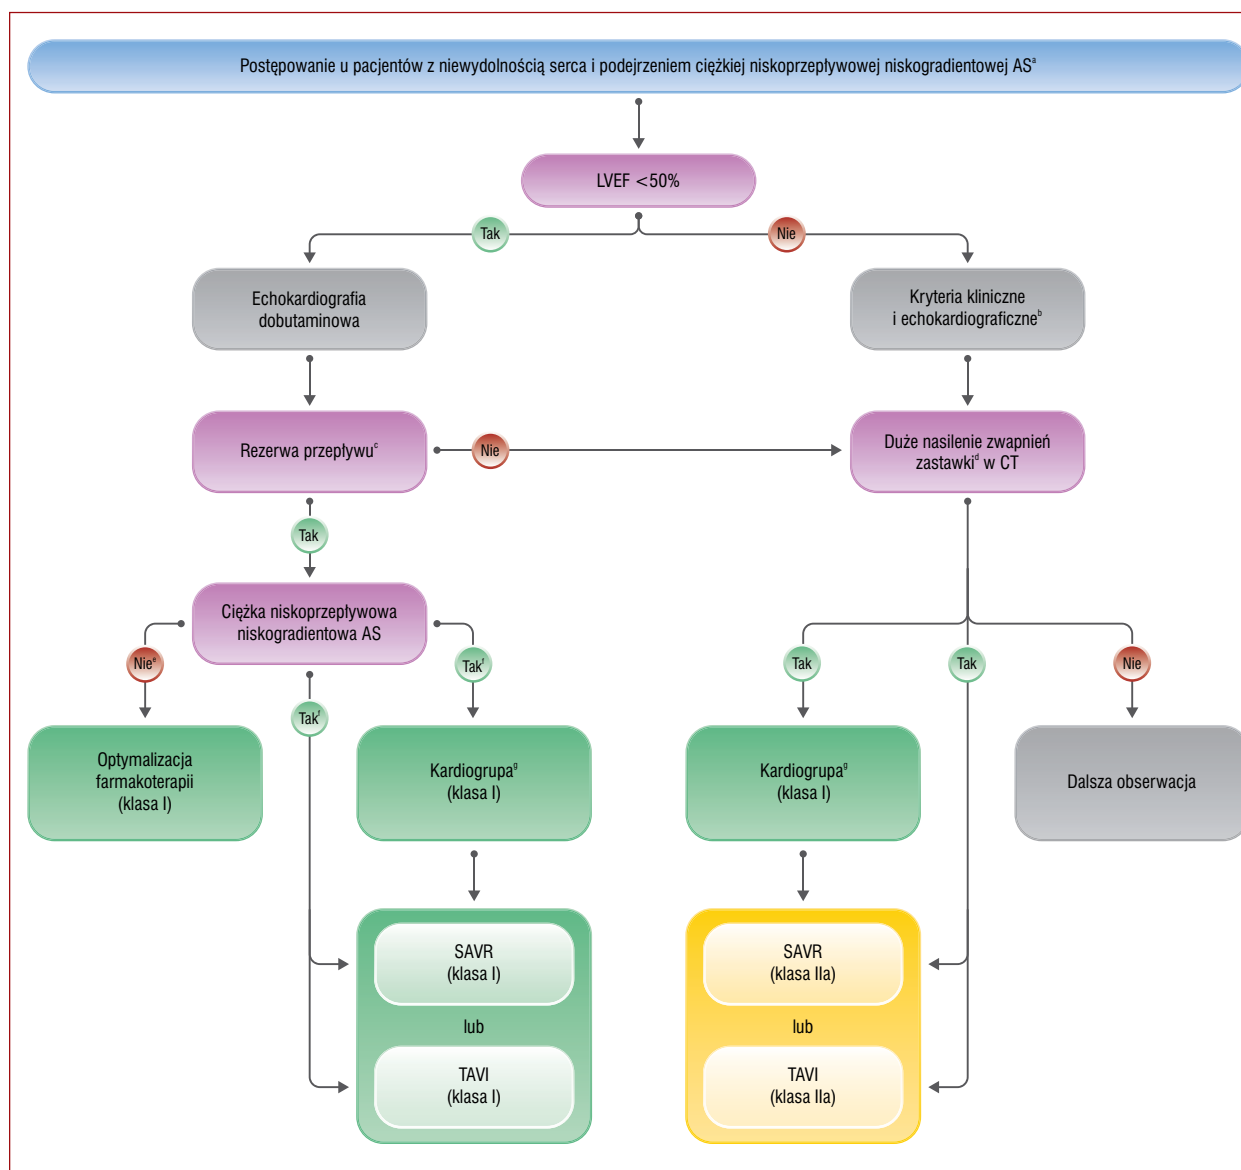 Postępowanie u pacjentów z niewydolnością serca i podejrzeniem ciężkiej niskoprzepływowej niskogradientowej ASᵃ
LVEF <50%
Tak
Nie
Echokardiografia
dobutaminowa
Kryteria kliniczne
i echokardiograficzneᵇ
Rezerwa przepływuᶜ
Nie
Duże nasilenie zwapnień
zastawkiᵈ w CT
Tak
Ciężka niskoprzepływowa
niskogradientowa AS
Nieᵉ
Takᶠ
Takᶠ
Tak
Tak
Nie
Optymalizacja
farmakoterapii
(klasa I)
Kardiogrupaᵍ
(klasa I)
Kardiogrupaᵍ
(klasa I)
Dalsza obserwacja
SAVR
(klasa I)
lub
TAVI
(klasa I)
SAVR
(klasa IIa)
lub
TAVI
(klasa IIa)